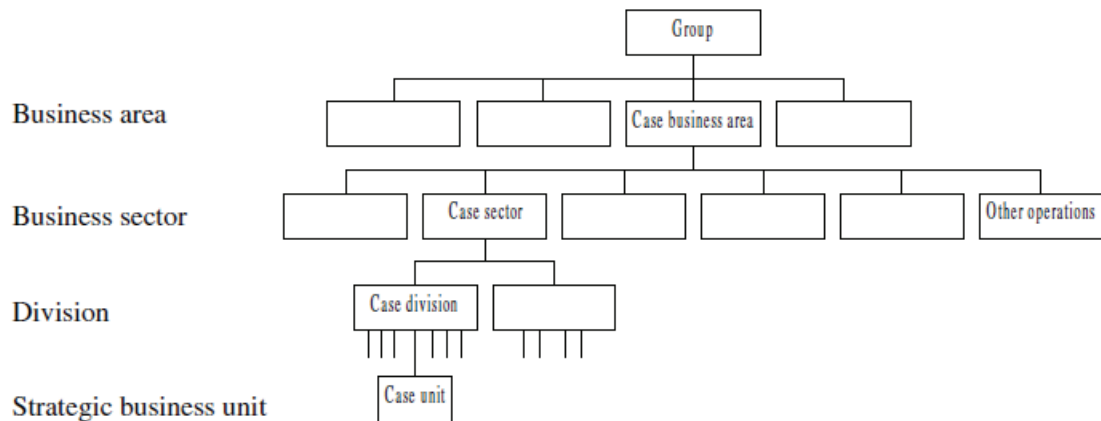 Group
Business area
Case business area
Business sector
Case sector
Other operations
Division
Case division
Strategic business unit
Case unit